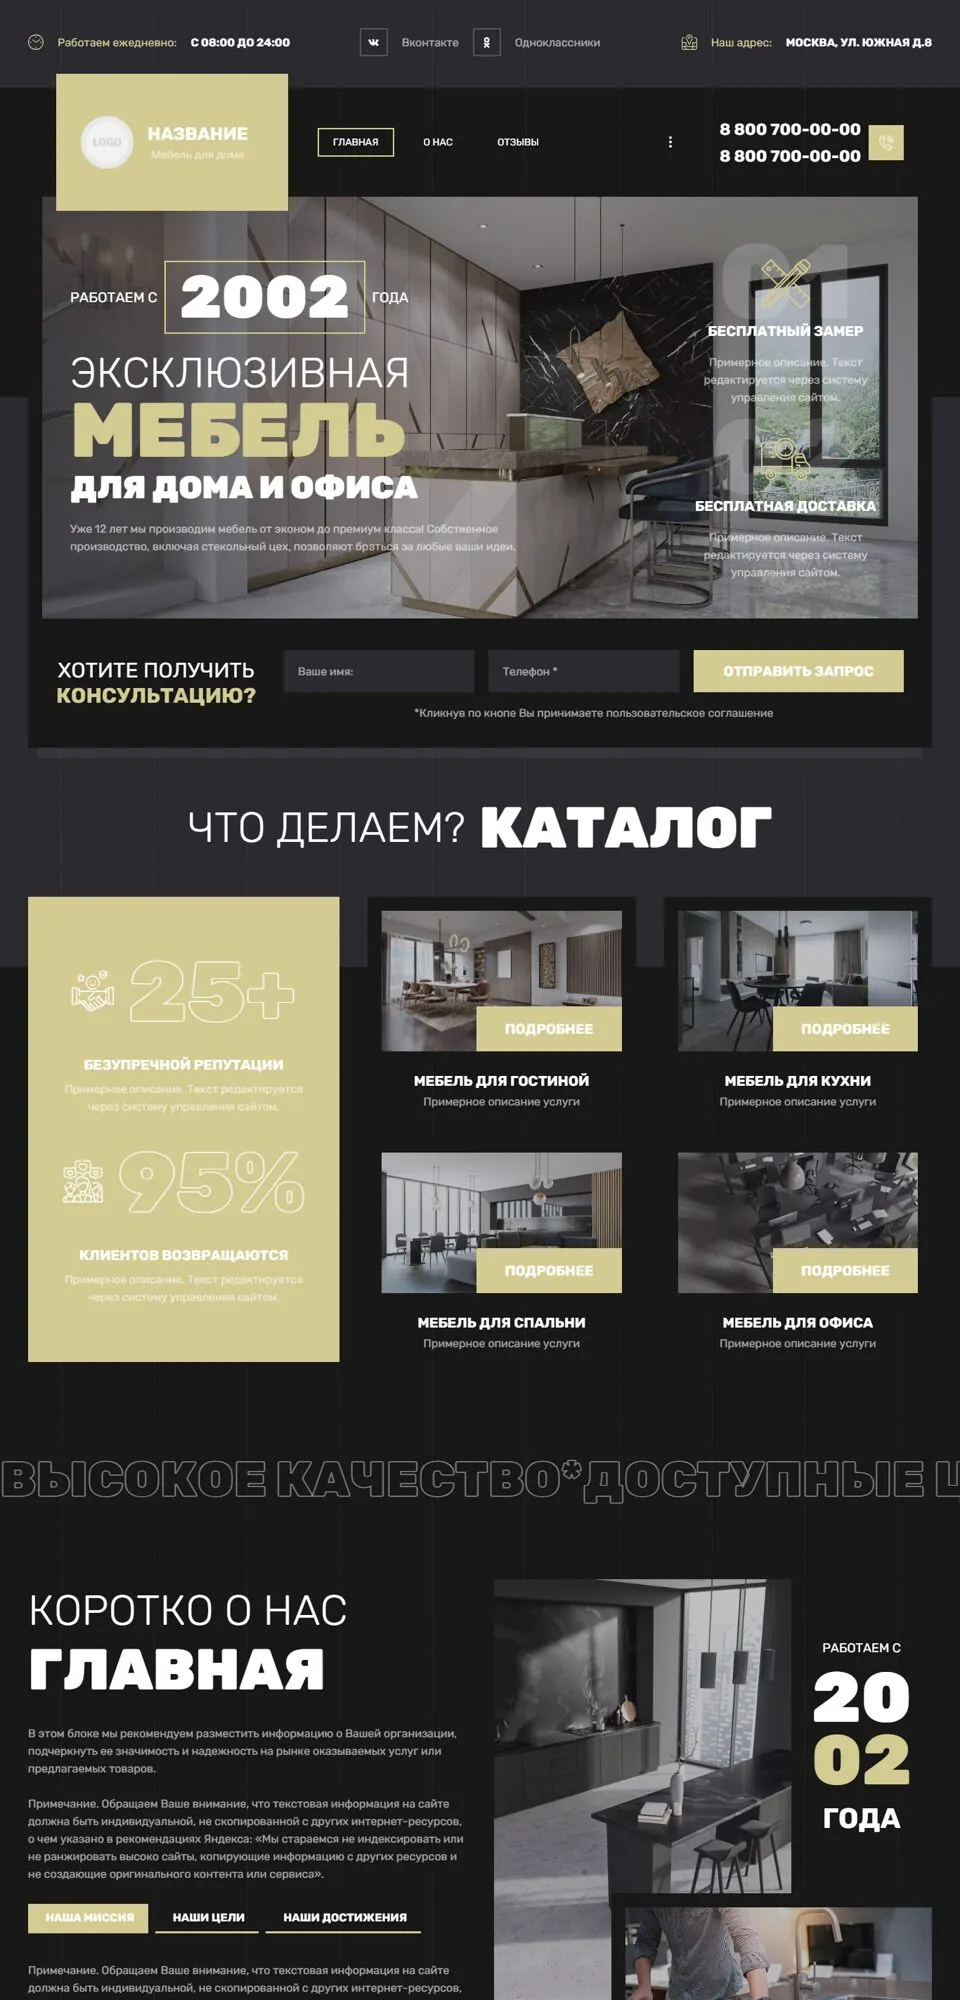 Работаем ежедневно: С 08:00 ДО 24:00
Вконтакте
Одноклассники
Наш адрес: МОСКВА, УЛ. ЮЖНАЯ Д.8
LOGO
НАЗВАНИЕ
Мебель для дома
ГЛАВНАЯ
О НАС
ОТЗЫВЫ
8 800 700-00-00
8 800 700-00-00
РАБОТАЕМ С 2002 ГОДА
ЭКСКЛЮЗИВНАЯ
МЕБЕЛЬ
ДЛЯ ДОМА И ОФИСА
Уже 12 лет мы производим мебель от эконом до премиум класса! Собственное
производство, включая стекольный цех, позволяют браться за любые ваши идеи.
01
БЕСПЛАТНЫЙ ЗАМЕР
Примерное описание. Текст
редактируется через систему
управления сайтом.
02
БЕСПЛАТНАЯ ДОСТАВКА
Примерное описание. Текст
редактируется через систему
управления сайтом.
ХОТИТЕ ПОЛУЧИТЬ
КОНСУЛЬТАЦИЮ?
Ваше имя:
Телефон *
ОТПРАВИТЬ ЗАПРОС
*Кликнув по кнопе Вы принимаете пользовательское соглашение
ЧТО ДЕЛАЕМ? КАТАЛОГ
25+
БЕЗУПРЕЧНОЙ РЕПУТАЦИИ
Примерное описание. Текст редактируется
через систему управления сайтом.
95%
КЛИЕНТОВ ВОЗВРАЩАЮТСЯ
Примерное описание. Текст редактируется
через систему управления сайтом.
ПОДРОБНЕЕ
МЕБЕЛЬ ДЛЯ ГОСТИНОЙ
Примерное описание услуги
ПОДРОБНЕЕ
МЕБЕЛЬ ДЛЯ КУХНИ
Примерное описание услуги
ПОДРОБНЕЕ
МЕБЕЛЬ ДЛЯ СПАЛЬНИ
Примерное описание услуги
ПОДРОБНЕЕ
МЕБЕЛЬ ДЛЯ ОФИСА
Примерное описание услуги
ВЫСОКОЕ КАЧЕСТВО*ДОСТУПНЫЕ
КОРОТКО О НАС
ГЛАВНАЯ
В этом блоке мы рекомендуем разместить информацию о Вашей организации,
подчеркнуть ее значимость и надежность на рынке оказываемых услуг или
предлагаемых товаров.
Примечание. Обращаем Ваше внимание, что текстовая информация на сайте
должна быть индивидуальной, не скопированной с других интернет-ресурсов,
о чем указано в рекомендациях Яндекса: «Мы стараемся не индексировать или
не ранжировать высоко сайты, копирующие информацию с других ресурсов и
не создающие оригинального контента или сервиса».
НАША МИССИЯ
НАШИ ЦЕЛИ
НАШИ ДОСТИЖЕНИЯ
Примечание. Обращаем Ваше внимание, что текстовая информация на сайте
должна быть индивидуальной, не скопированной с других интернет-ресурсов,
РАБОТАЕМ С
20
02
ГОДА